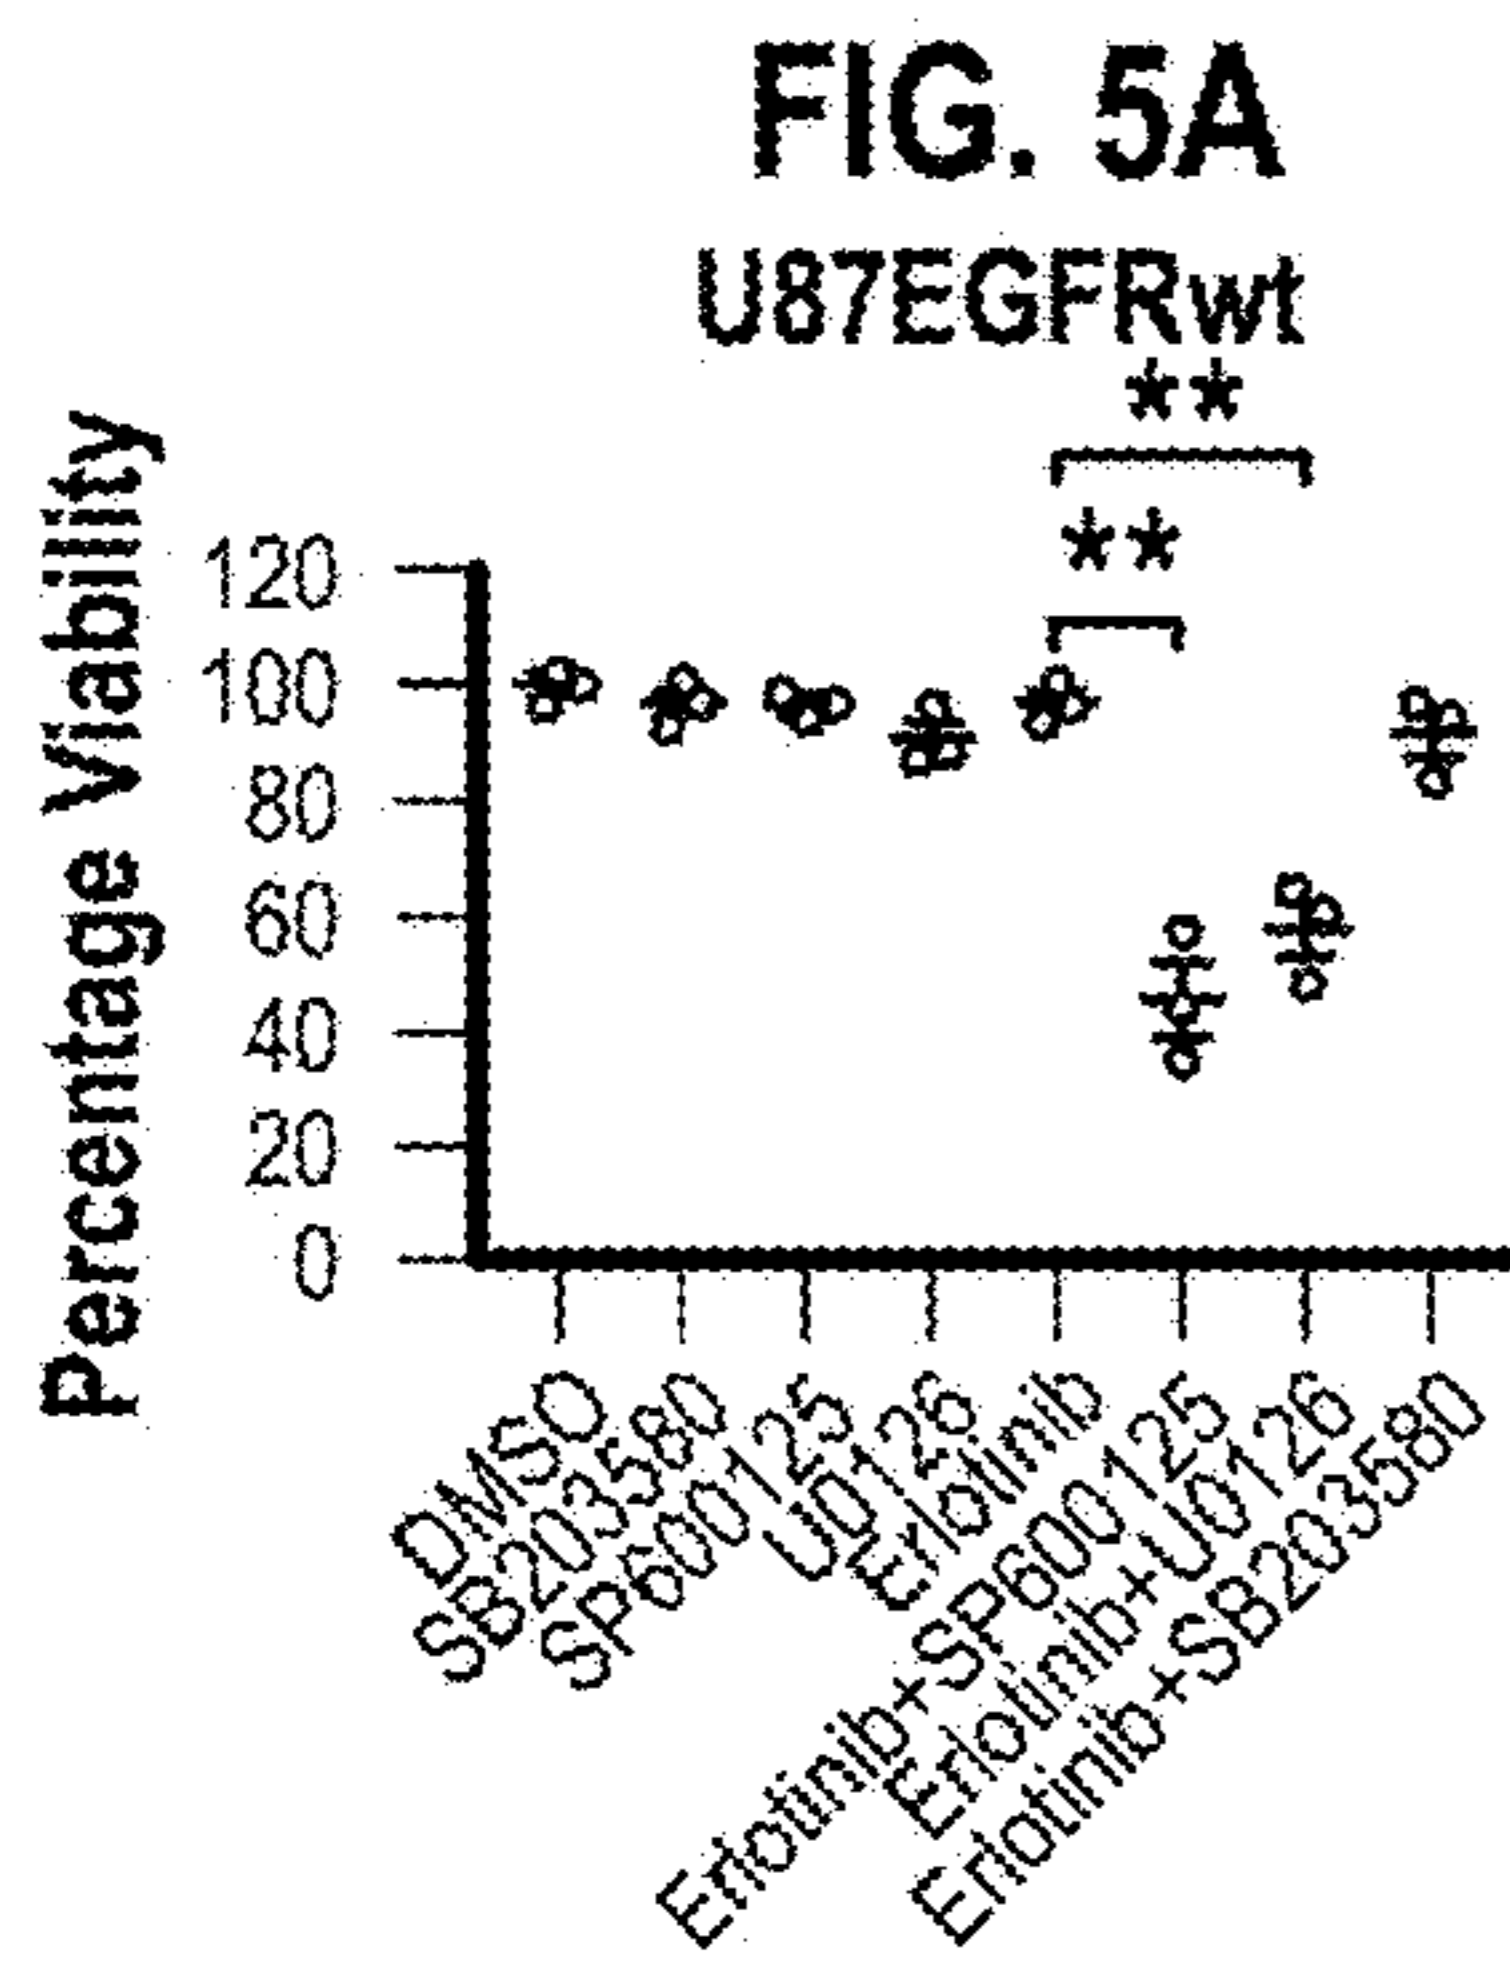 FIG. 5A
U87EGFRwt
**
**
Percentage Viability
120
100
80
60
40
20
0
DMSO
SB203580
SP600125
U0126
Erlotinib
Erlotinib+SP600125
Erlotinib+U0126
Erlotinib+SB203580